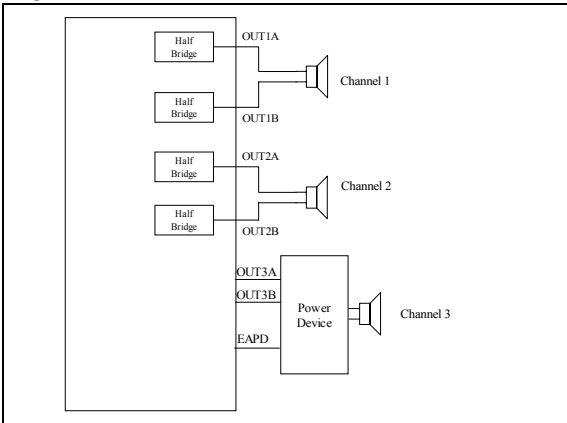 Half
Bridge
OUT1A
Channel 1
Half
Bridge
OUT1B
Half
Bridge
OUT2A
Channel 2
Half
Bridge
OUT2B
OUT3A
OUT3B
EAPD
Power
Device
Channel 3